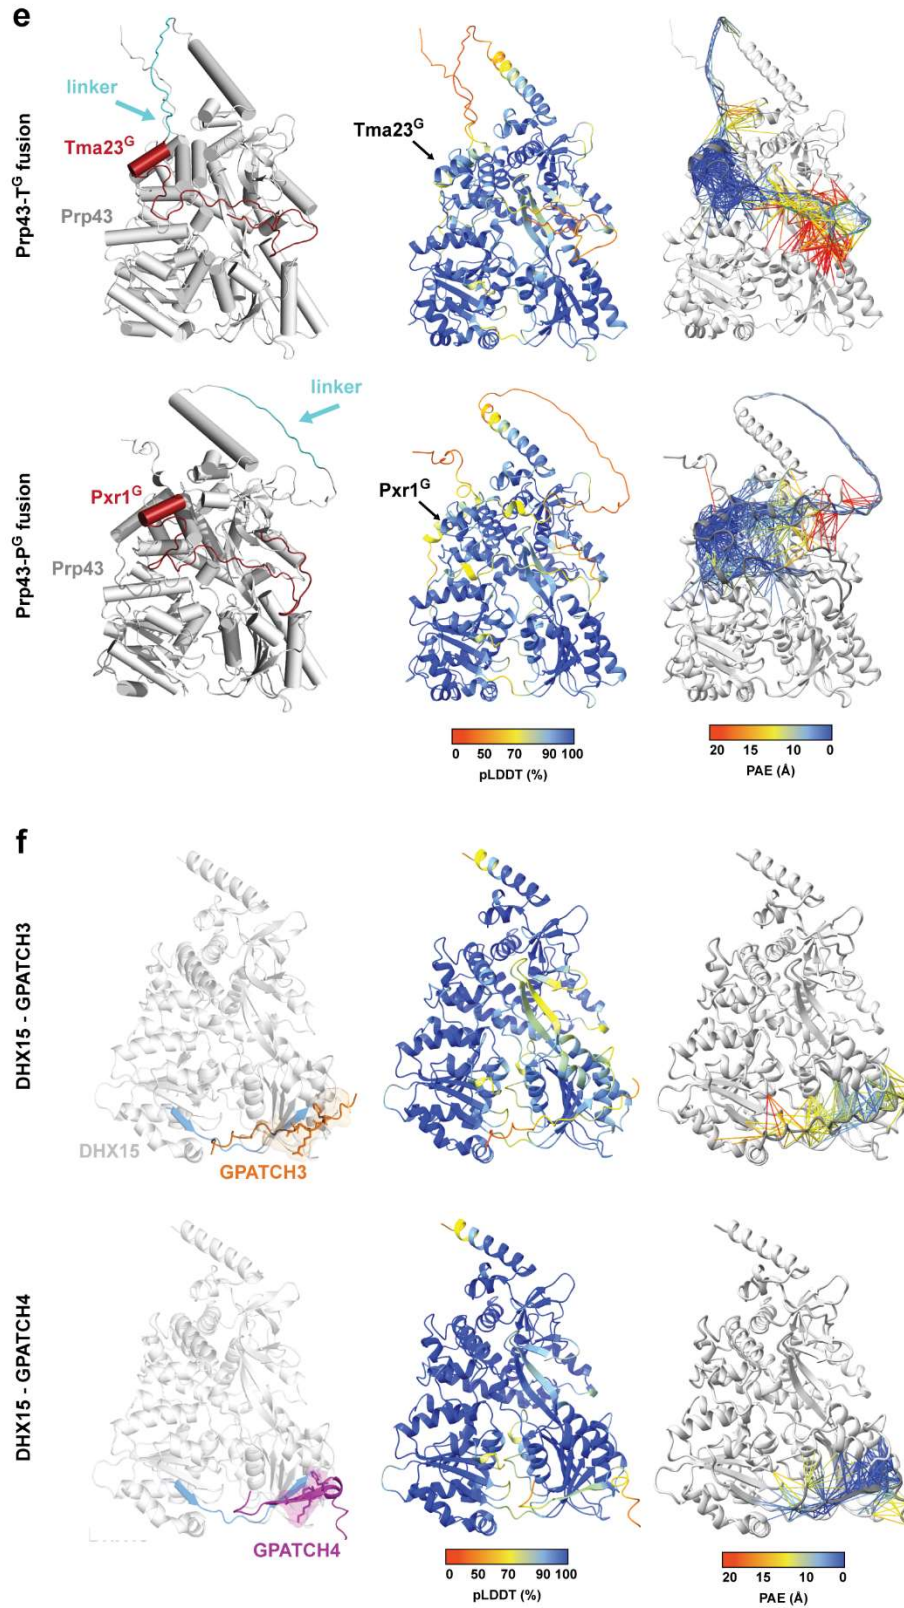 e
Prp43-Tᴳ fusion
linker
Tma23ᴳ
Prp43
Tma23ᴳ
Prp43-Pᴳ fusion
linker
Pxr1ᴳ
Prp43
Pxr1ᴳ
0 50 70 90 100
pLDDT (%)
20 10 0
PAE (Å)
f
DHX15 - GPATCH3
DHX15
GPATCH3
DHX15 - GPATCH4
GPATCH4
0 50 70 90 100
pLDDT (%)
20 10 0
PAE (Å)